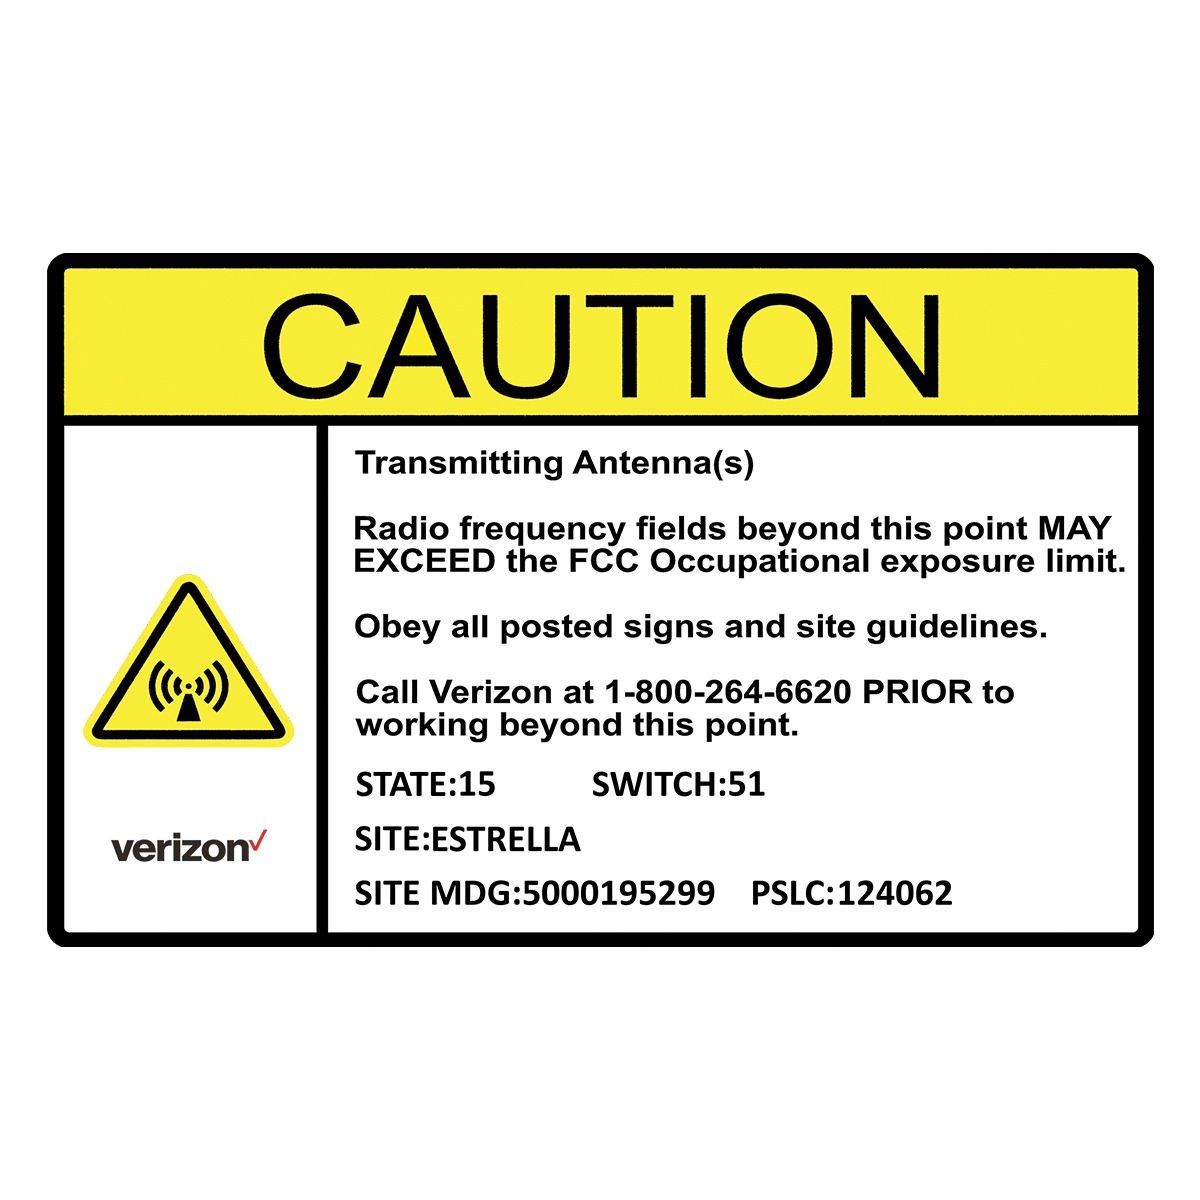 CAUTION
Transmitting Antenna(s)
Radio frequency fields beyond this point MAY
EXCEED the FCC Occupational exposure limit.
Obey all posted signs and site guidelines.
Call Verizon at 1-800-264-6620 PRIOR to
working beyond this point.
STATE:15 SWITCH:51
SITE:ESTRELLA
SITE MDG:5000195299 PSLC:124062
verizon